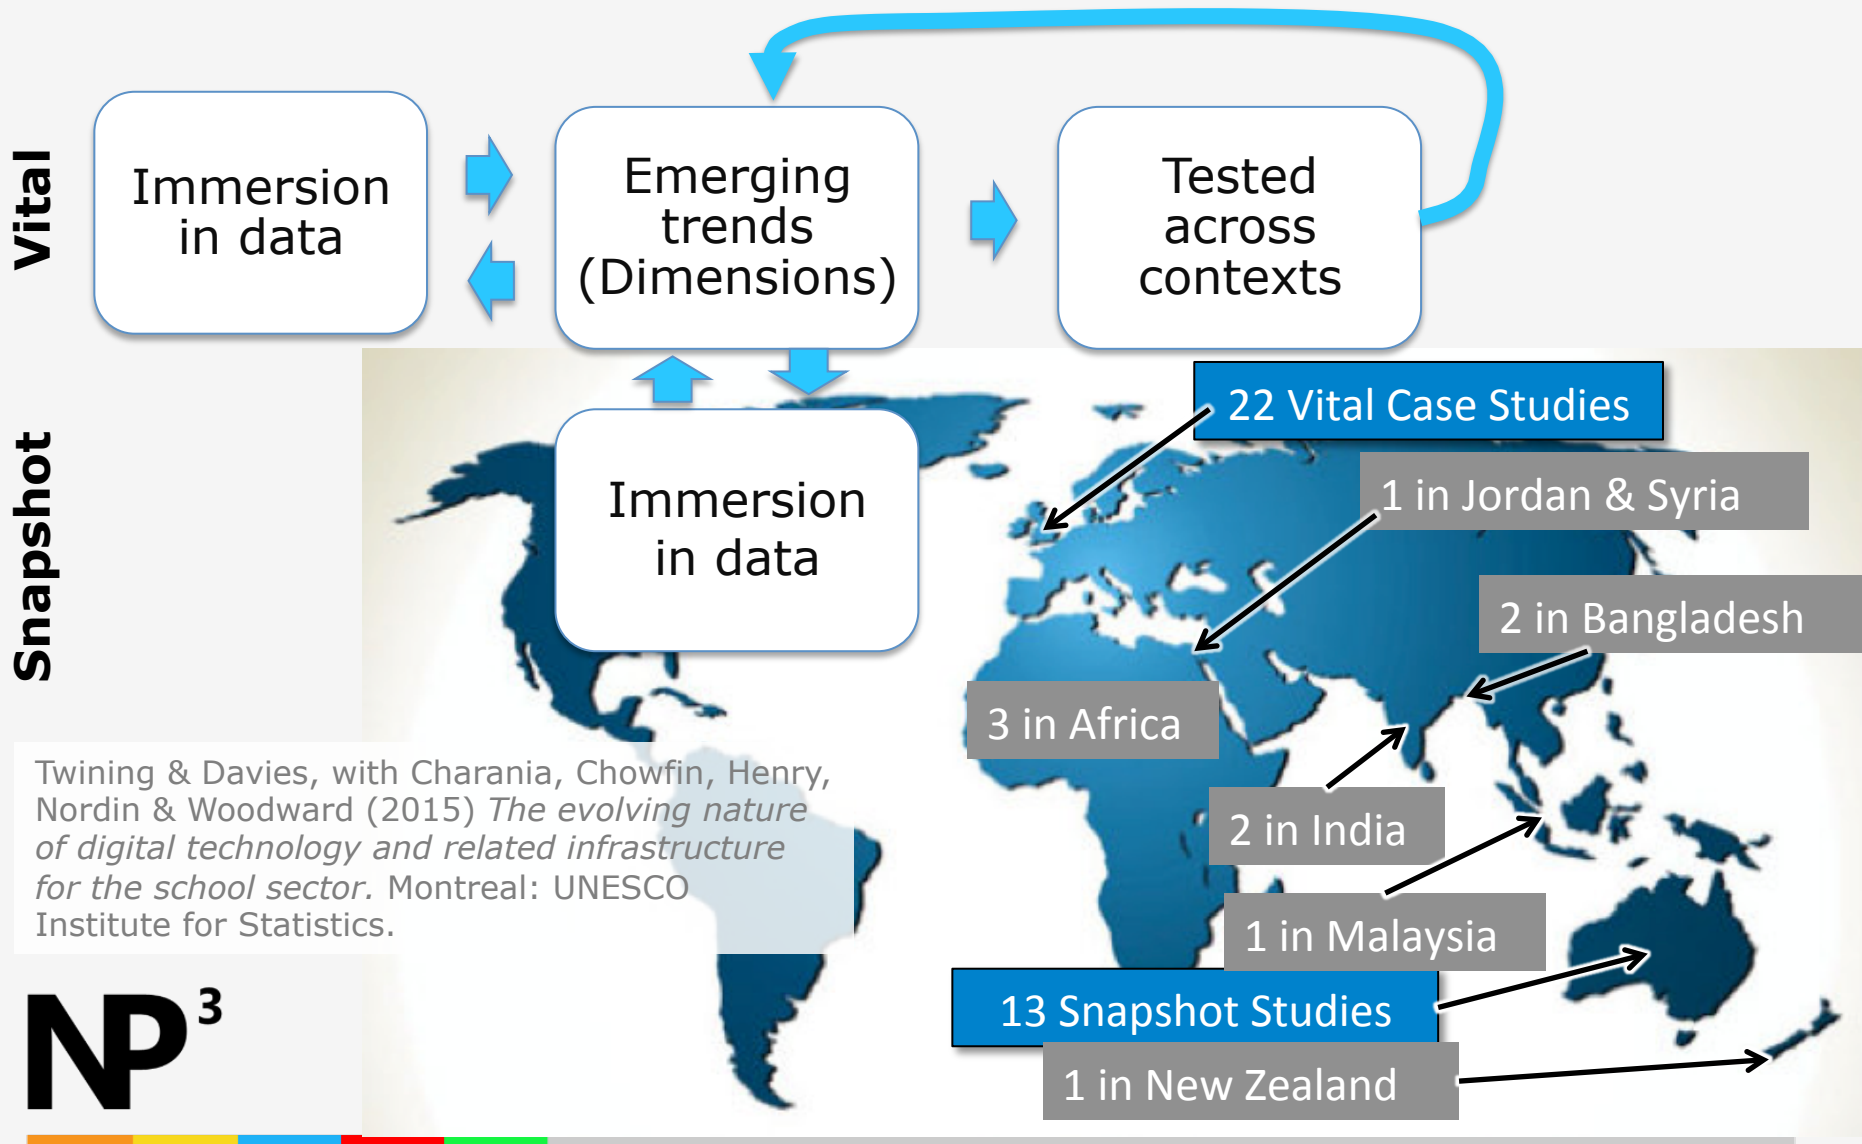 Vital
Immersion
in data
Emerging
trends
(Dimensions)
Tested
across
contexts
Snapshot
Immersion
in data
22 Vital Case Studies
1 in Jordan & Syria
2 in Bangladesh
3 in Africa
2 in India
1 in Malaysia
13 Snapshot Studies
1 in New Zealand
Twining & Davies, with Charania, Chowfin, Henry,
Nordin & Woodward (2015) The evolving nature
of digital technology and related infrastructure
for the school sector. Montreal: UNESCO
Institute for Statistics.
NP³